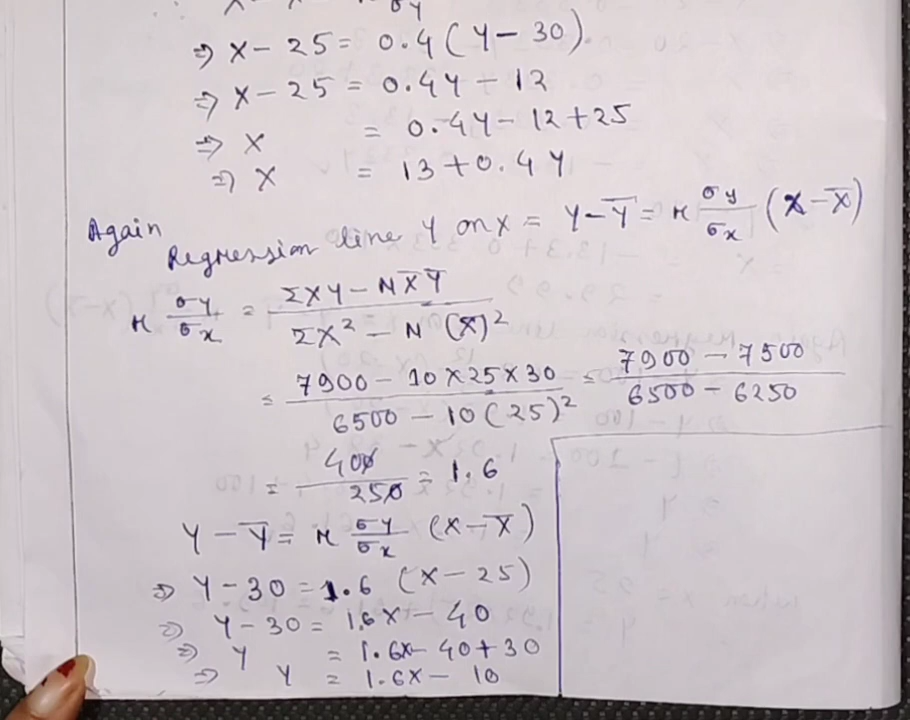 ⇒ X - 25 = 0.4 (Y - 30)
⇒ X - 25 = 0.4Y - 12
⇒ X = 0.4Y - 12 + 25
⇒ X = 13 + 0.4Y
Again
Regression line Y on X = Y - Y̅ = r σy/σx (X - X̅)
r σy/σx = (ΣXY - NX̅Y̅)/(ΣX² - N (X̅)²)
= (7900 - 10×25×30)/(6500 - 10(25)²) = (7900 - 7500)/(6500 - 6250)
= 400/250 = 1.6
Y - Y̅ = r σy/σx (X - X̅)
⇒ Y - 30 = 1.6 (X - 25)
⇒ Y - 30 = 1.6X - 40
⇒ Y = 1.6X - 40 + 30
⇒ Y = 1.6X - 10